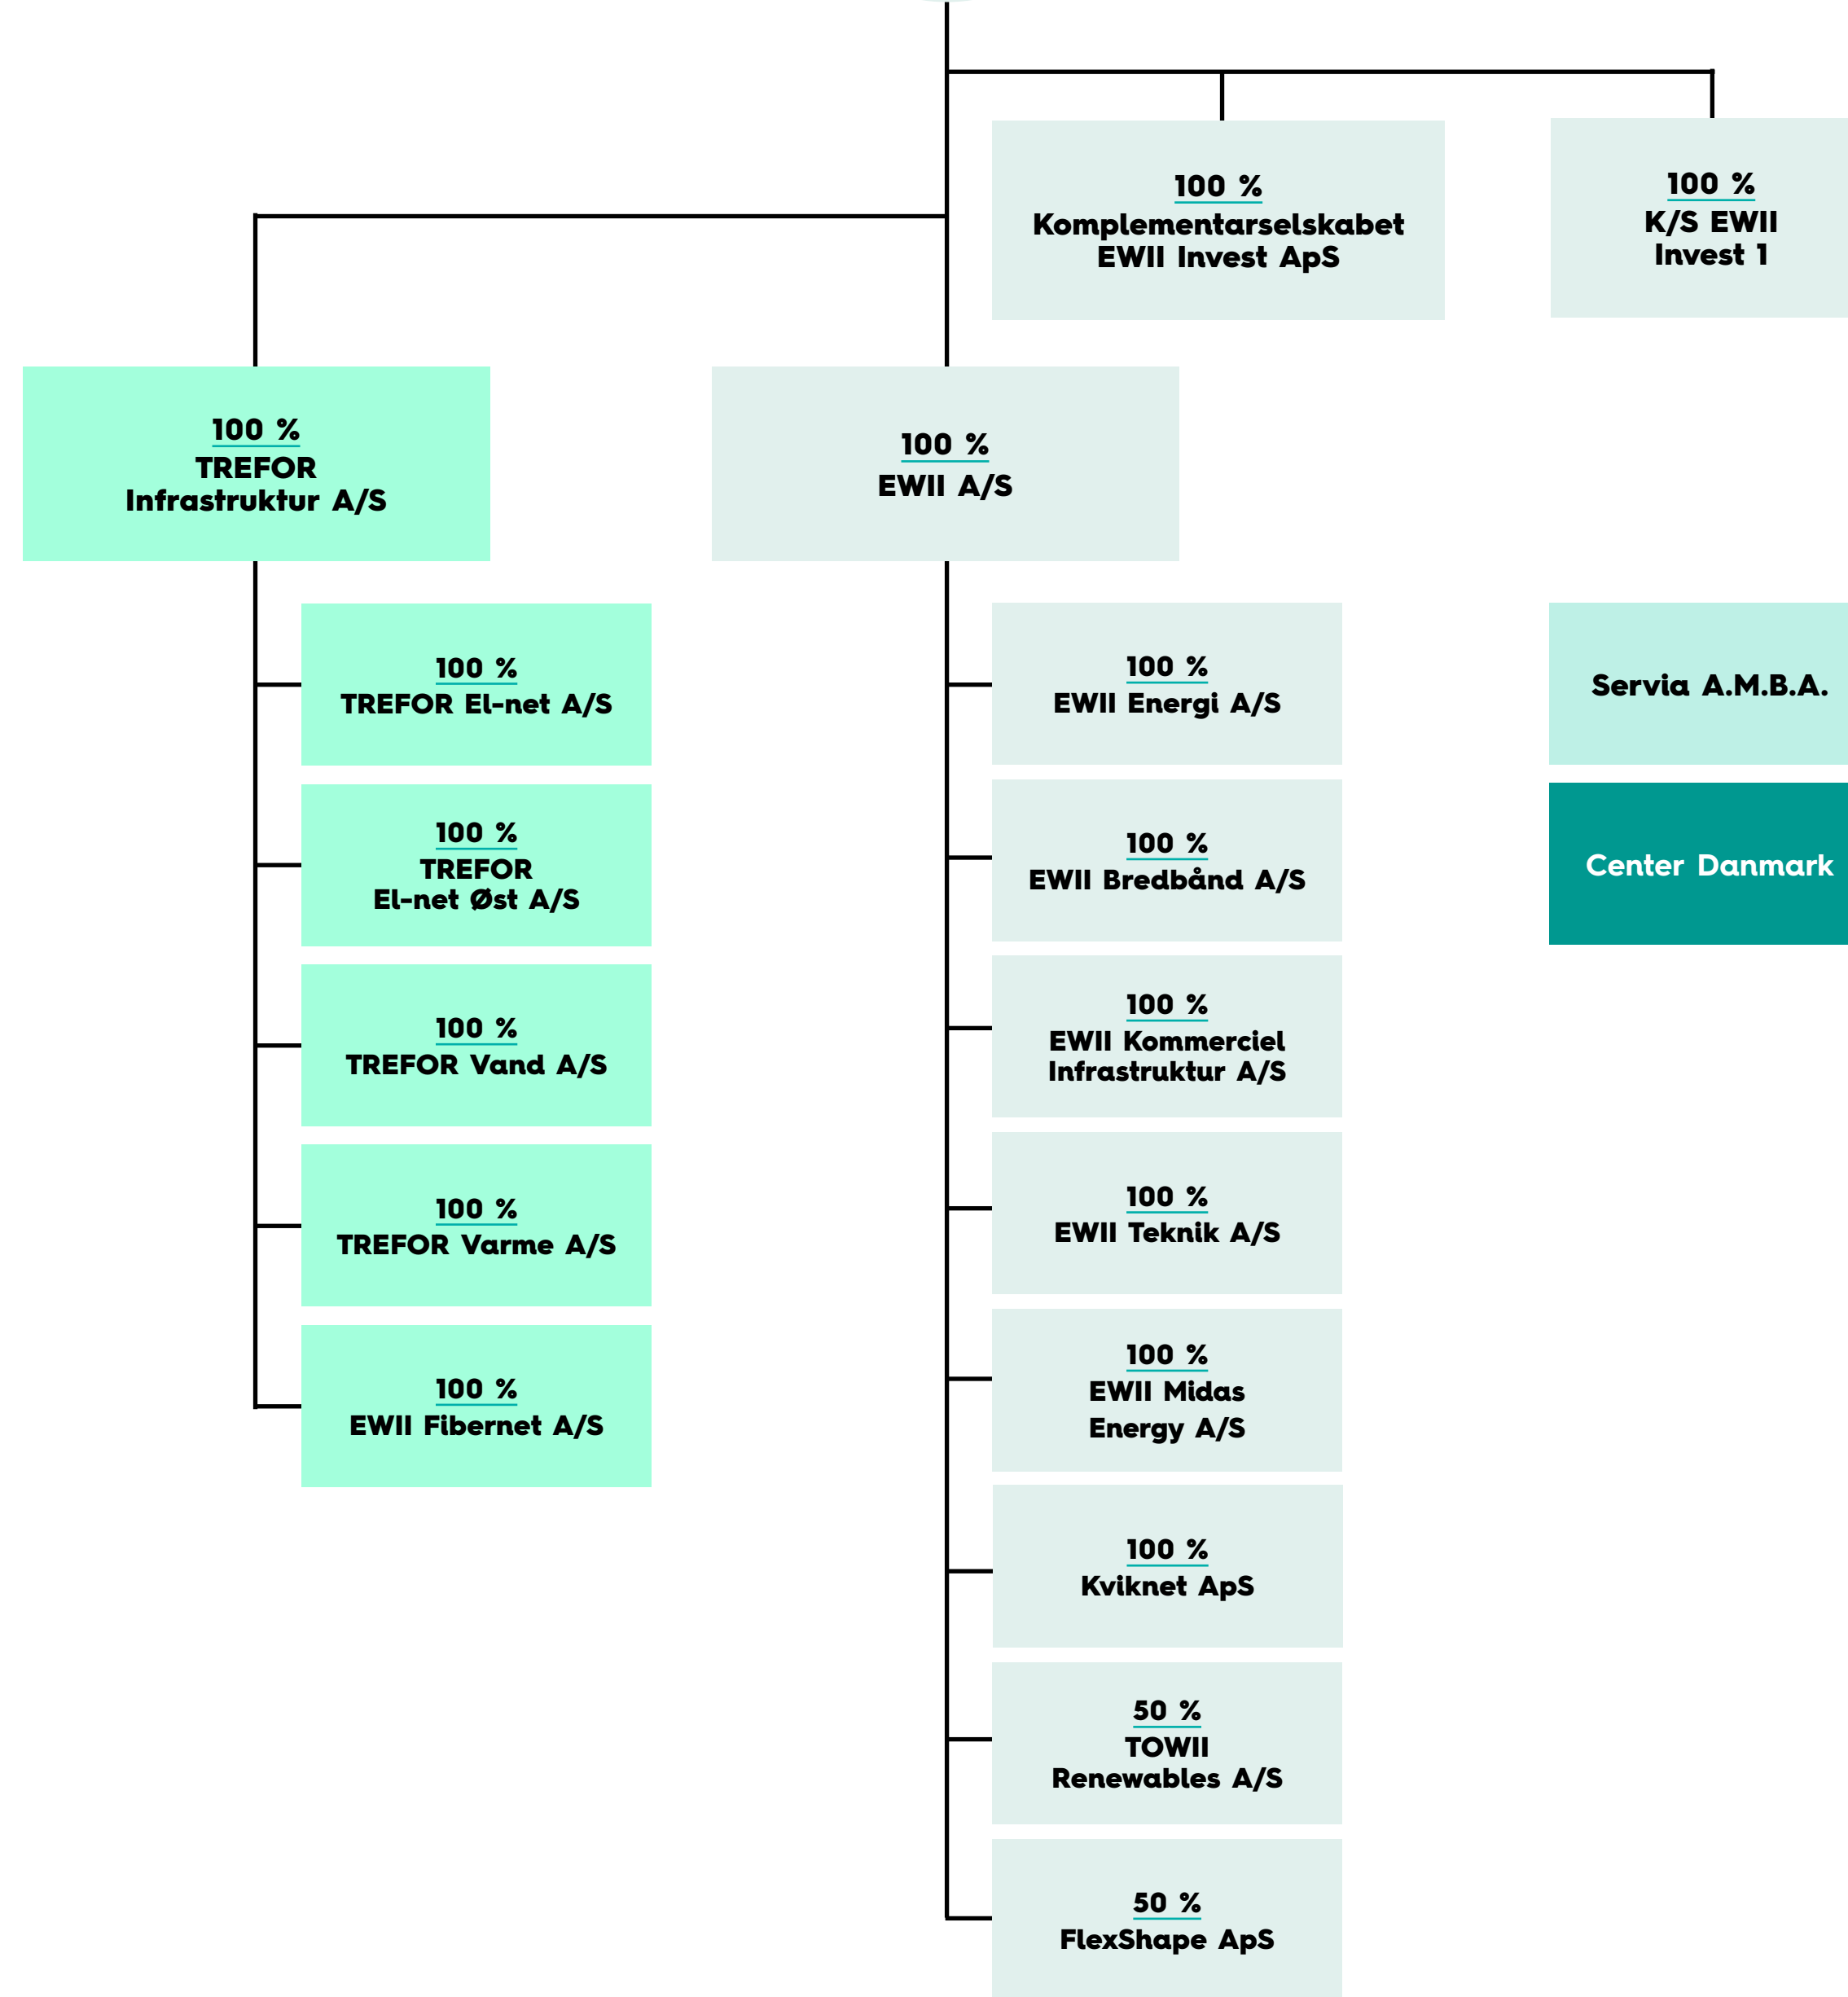 100 %
Komplementarselskabet
EWII Invest ApS
100 %
K/S EWII
Invest 1
100 %
TREFOR
Infrastruktur A/S
100 %
EWII A/S
100 %
TREFOR El-net A/S
100 %
TREFOR
El-net Øst A/S
100 %
TREFOR Vand A/S
100 %
TREFOR Varme A/S
100 %
EWII Fibernet A/S
100 %
EWII Energi A/S
100 %
EWII Bredbånd A/S
100 %
EWII Kommerciel
Infrastruktur A/S
100 %
EWII Teknik A/S
100 %
EWII Midas
Energy A/S
100 %
Kviknet ApS
50 %
TOWII
Renewables A/S
50 %
FlexShape ApS
Servia A.M.B.A.
Center Danmark